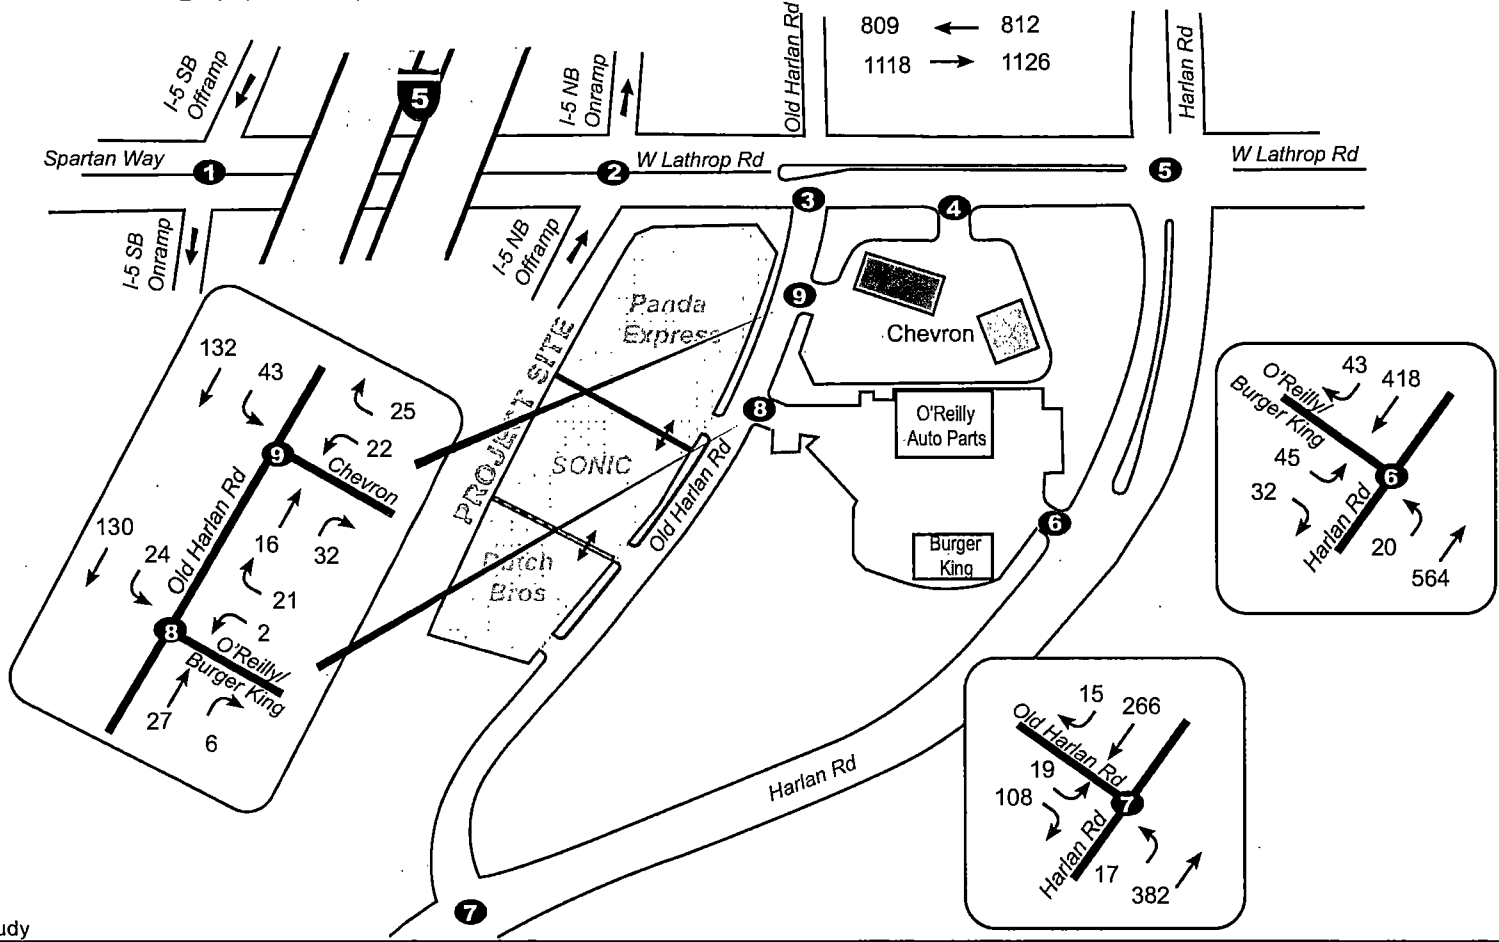 809 812
1118 1126
Old Harlan Rd
Harlan Rd
I-5 SB
Offramp
5
I-5 NB
Onramp
Spartan Way
1
2
W Lathrop Rd
5
W Lathrop Rd
3
4
I-5 SB
Onramp
I-5 NB
Offramp
9
Panda
Express
Chevron
PROJECT SITE
8
O'Reilly
Auto Parts
SONIC
Old Harlan Rd
6
Burger
King
Dutch
Bros
Harlan Rd
7
132
43
25
22
9
Chevron
Old Harlan Rd
130
24
16
32
21
8
2
O'Reilly/
Burger King
27
6
43
418
O'Reilly/
Burger King
45
6
32
Harlan Rd
20
564
15
266
Old Harlan Rd
19
108
7
Harlan Rd
17
382
udy